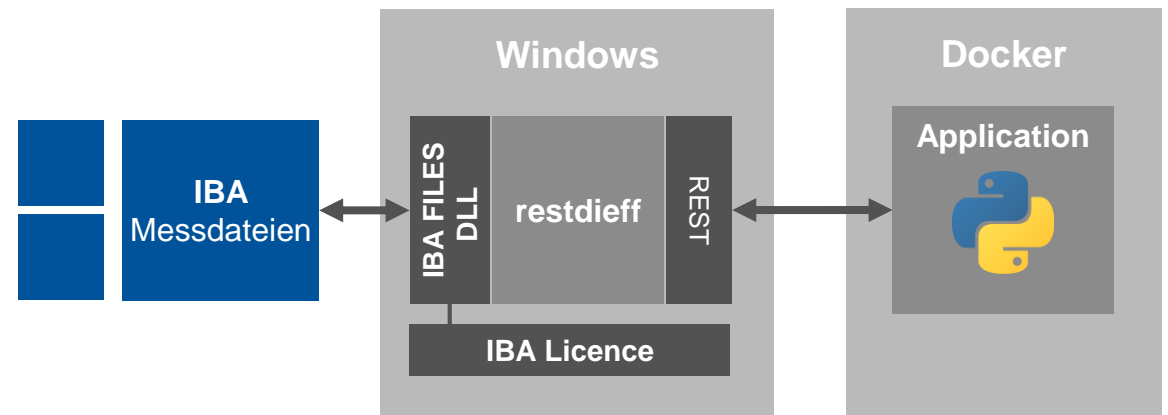 Windows
Docker
IBA
Messdateien
IBA FILES
DLL
restdieff
REST
Application
IBA Licence